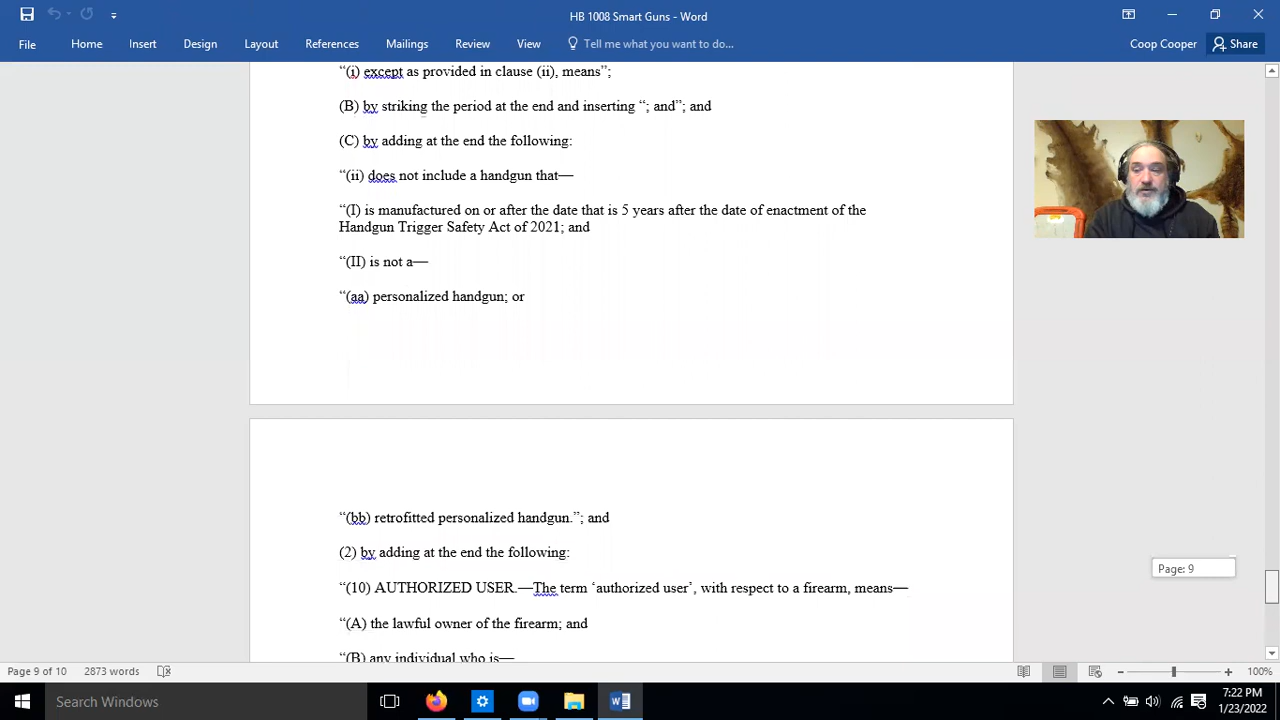 HB 1008 Smart Guns - Word
File Home Insert Design Layout References Mailings Review View Tell me what you want to do... Coop Cooper Share
“(i) except as provided in clause (ii), means”;
(B) by striking the period at the end and inserting “; and”; and
(C) by adding at the end the following:
“(ii) does not include a handgun that—
“(I) is manufactured on or after the date that is 5 years after the date of enactment of the
Handgun Trigger Safety Act of 2021; and
“(II) is not a—
“(aa) personalized handgun; or
“(bb) retrofitted personalized handgun.”; and
(2) by adding at the end the following:
“(10) AUTHORIZED USER.—The term ‘authorized user’, with respect to a firearm, means—
“(A) the lawful owner of the firearm; and
“(B) any individual who is—
Page: 9
Page 9 of 10 2873 words 100%
Search Windows
7:22 PM
1/23/2022